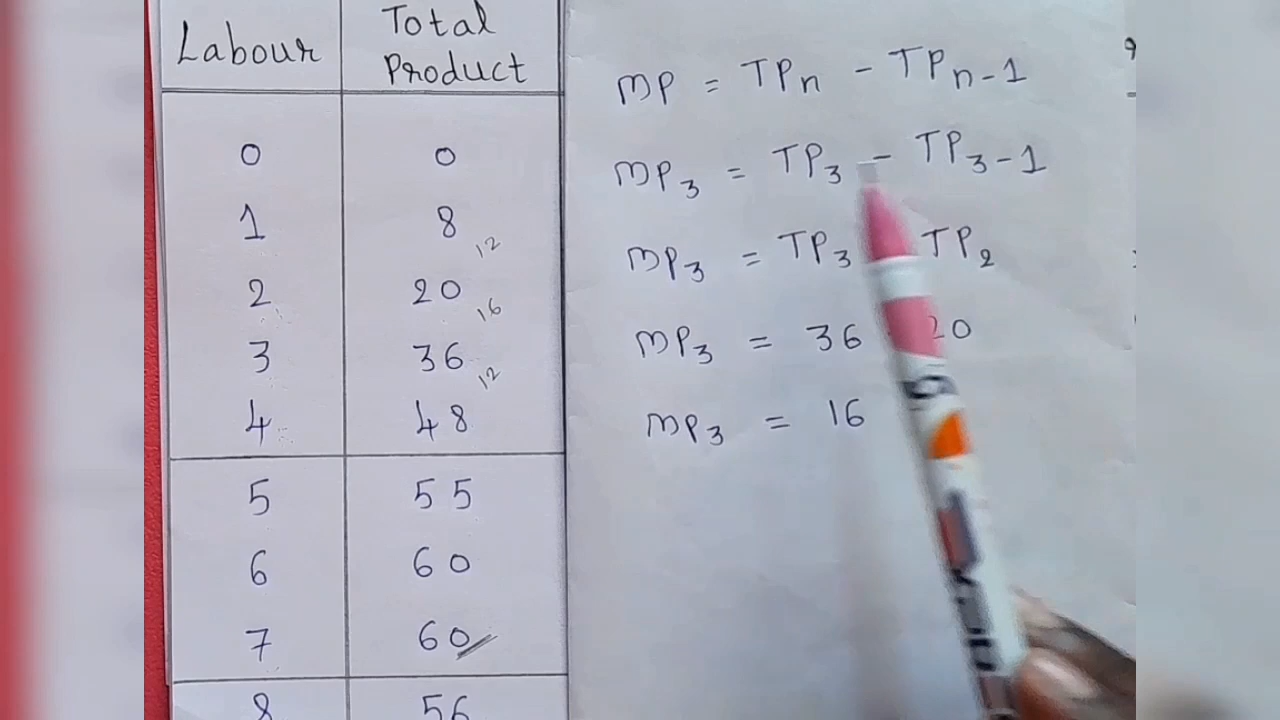 Labour Total Product
0 0
1 8
12
2 20
16
3 36
12
4 48
5 55
6 60
7 60
8 56
MP = TPn - TPn-1
MP3 = TP3 - TP3-1
MP3 = TP3 TP2
MP3 = 36 20
MP3 = 16